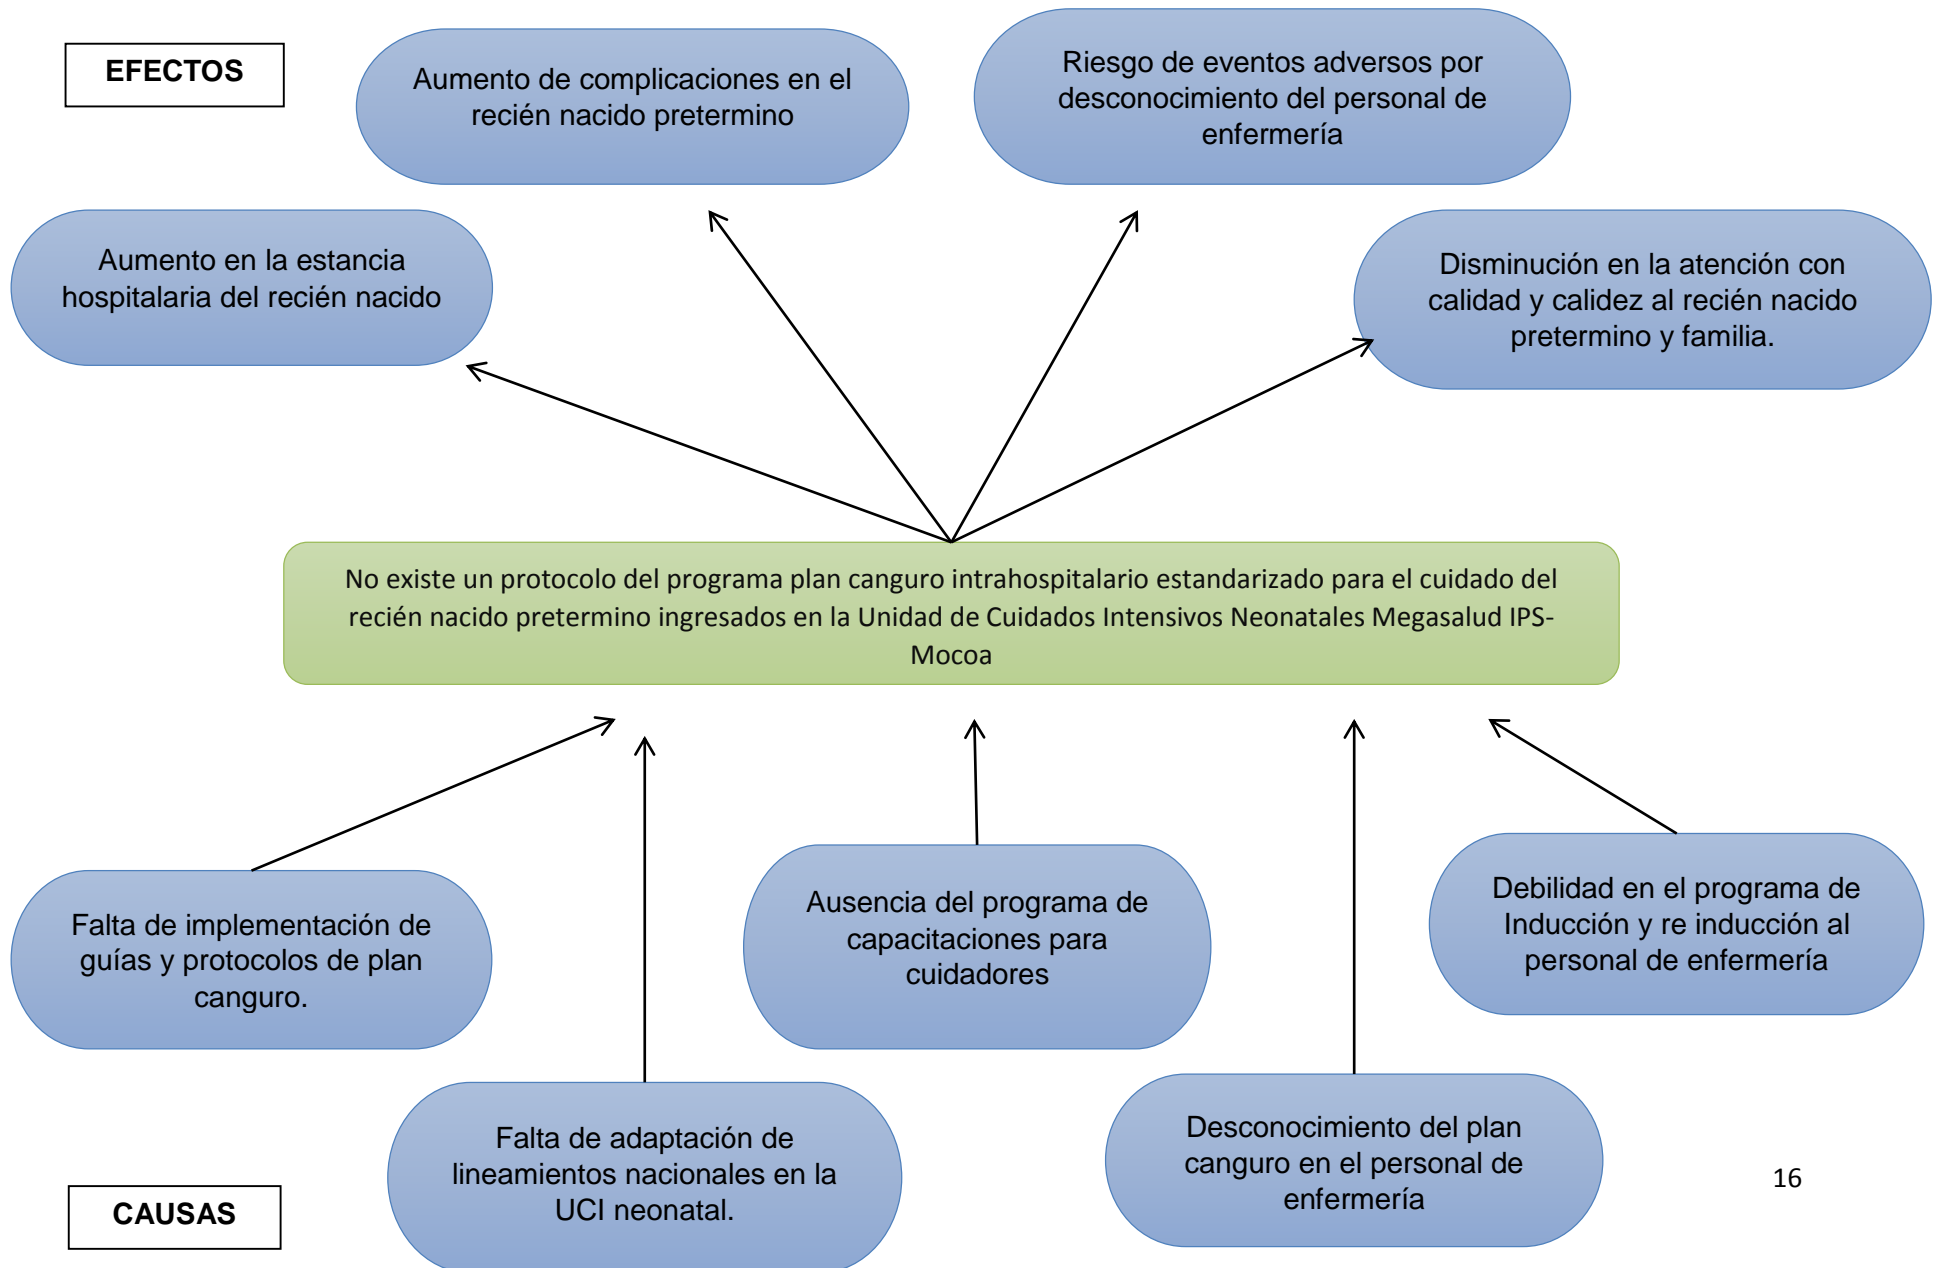 EFECTOS
Aumento de complicaciones en el
recién nacido pretermino
Riesgo de eventos adversos por
desconocimiento del personal de
enfermería
Aumento en la estancia
hospitalaria del recién nacido
Disminución en la atención con
calidad y calidez al recién nacido
pretermino y familia.
No existe un protocolo del programa plan canguro intrahospitalario estandarizado para el cuidado del
recién nacido pretermino ingresados en la Unidad de Cuidados Intensivos Neonatales Megasalud IPS-
Mocoa
Falta de implementación de
guías y protocolos de plan
canguro.
Ausencia del programa de
capacitaciones para
cuidadores
Debilidad en el programa de
Inducción y re inducción al
personal de enfermería
Falta de adaptación de
lineamientos nacionales en la
UCI neonatal.
Desconocimiento del plan
canguro en el personal de
enfermería
16
CAUSAS